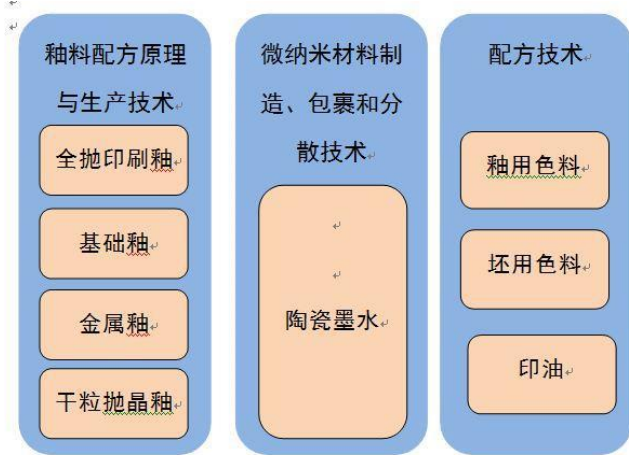 釉料配方原理
与生产技术
全抛印刷釉
基础釉
金属釉
干粒抛晶釉
微纳米材料制
造、包裹和分
散技术
陶瓷墨水
配方技术
釉用色料
坯用色料
印油